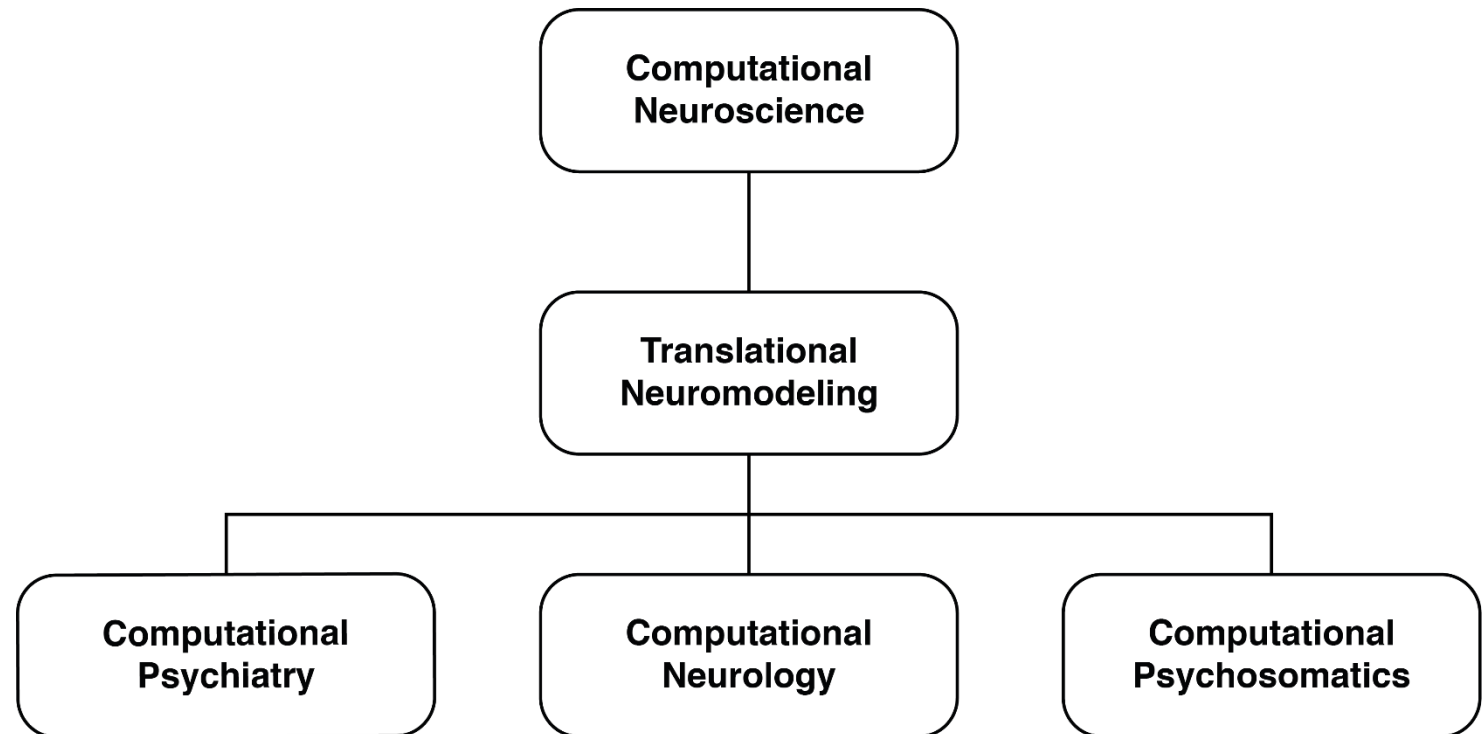 Computational
Neuroscience
Translational
Neuromodeling
Computational
Psychiatry
Computational
Neurology
Computational
Psychosomatics